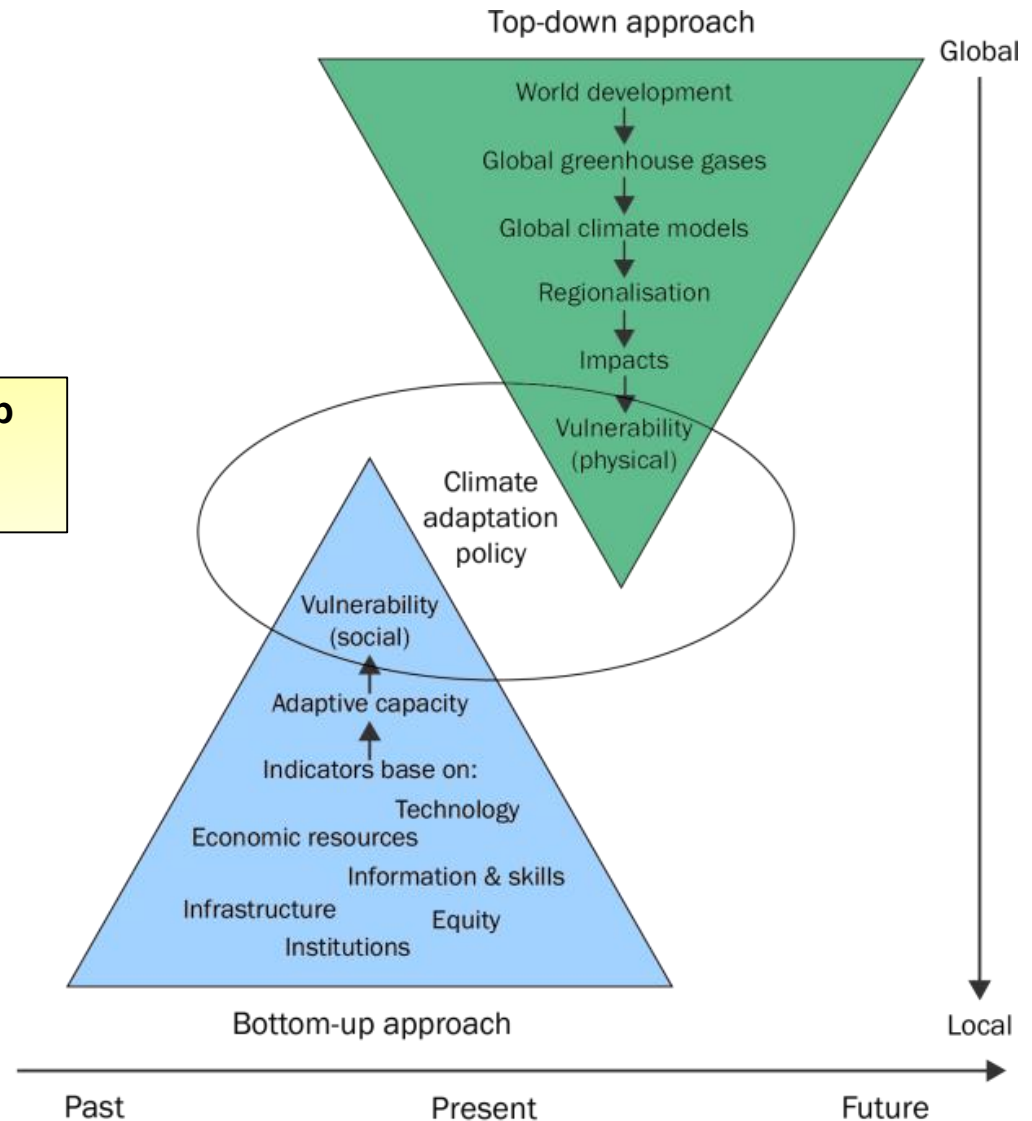 Top-down approach
Global
World development
Global greenhouse gases
Global climate models
Regionalisation
Impacts
Vulnerability
(physical)
Climate
adaptation
policy
Vulnerability
(social)
Adaptive capacity
Indicators base on:
Technology
Economic resources
Information & skills
Infrastructure
Equity
Institutions
Bottom-up approach
Local
Past Present Future